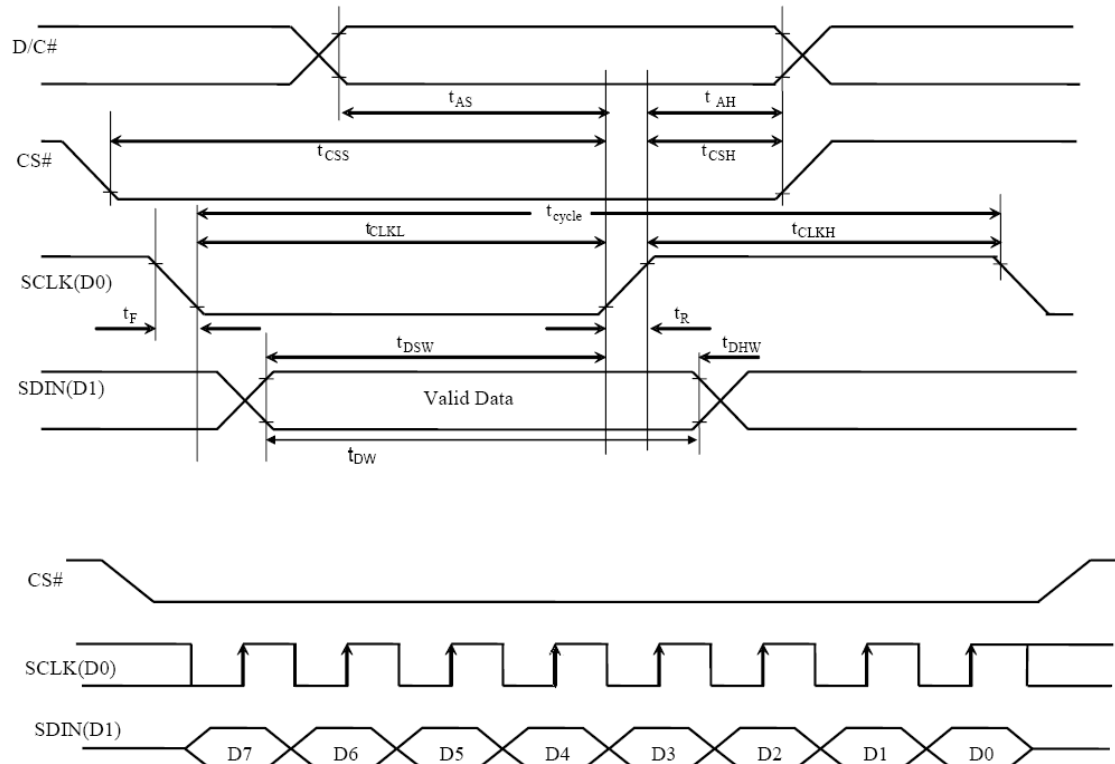 D/C#
tAS
t AH
CS#
tCSS
tCSH
tcycle
tCLKL
tCLKH
SCLK(D0)
tF
tR
tDSW
tDHW
SDIN(D1)
Valid Data
tDW
CS#
SCLK(D0)
SDIN(D1)
D7 D6 D5 D4 D3 D2 D1 D0